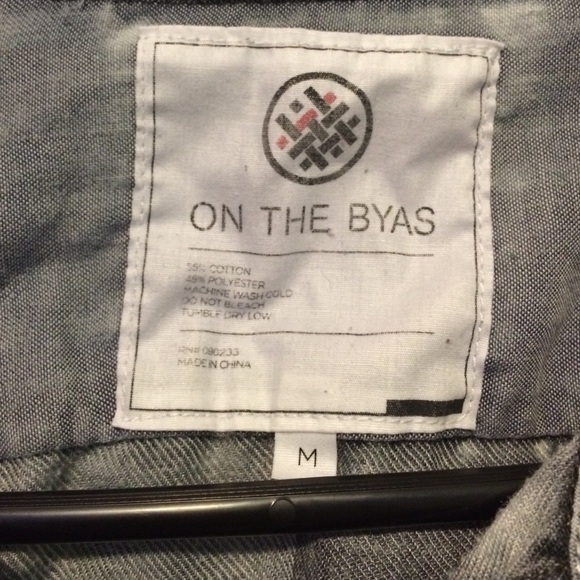 ON THE BYAS
55% COTTON
45% POLYESTER
MACHINE WASH COLD
DO NOT BLEACH
TUMBLE DRY LOW
RN# 090233
MADE IN CHINA
M